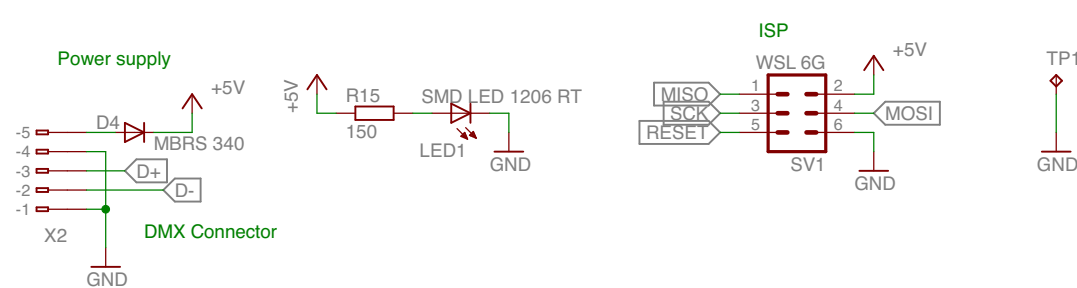 Power supply
+5V
D4
MBRS 340
-5
-4
-3
-2
-1
D+
D-
X2
DMX Connector
GND
+5V
R15
150
SMD LED 1206 RT
LED1
GND
ISP
WSL 6G
+5V
MISO
1
2
SCK
3
4
MOSI
RESET
5
6
SV1
GND
TP1
GND